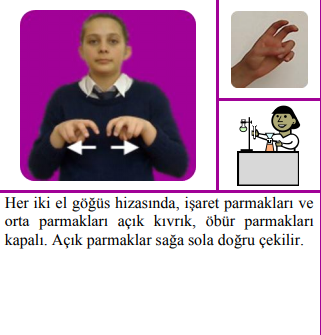 Her iki el göğüs hizasında, işaret parmakları ve
orta parmakları açık kıvrık, öbür parmakları
kapalı. Açık parmaklar sağa sola doğru çekilir.